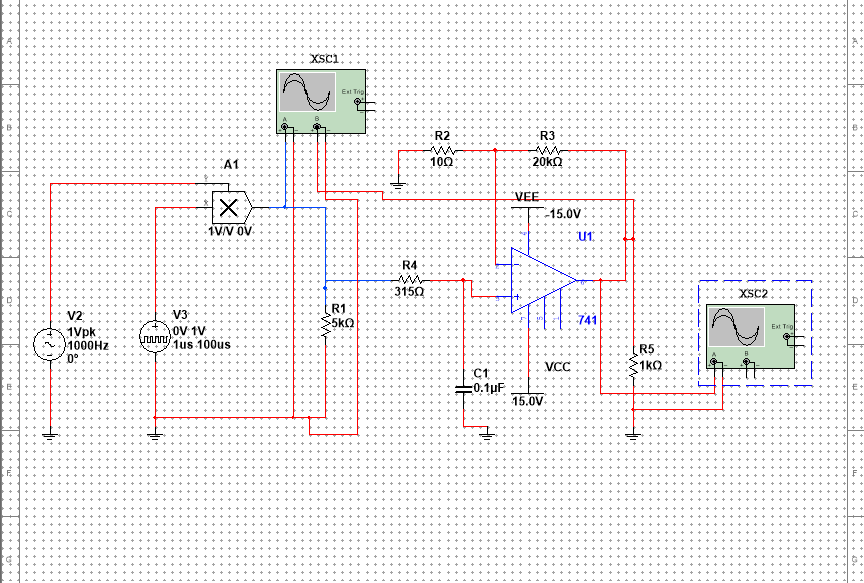 XSC1
Ext Trig
A
B
A1
Y
X
1V/V 0V
R2
10Ω
R3
20kΩ
VEE
-15.0V
U1
741
R4
315Ω
R1
5kΩ
V2
1Vpk
1000Hz
0°
V3
0V 1V
1us 100us
C1
0.1µF
VCC
15.0V
R5
1kΩ
XSC2
Ext Trig
A
B
A
B
C
D
E
F
G
A
B
C
D
E
F
G